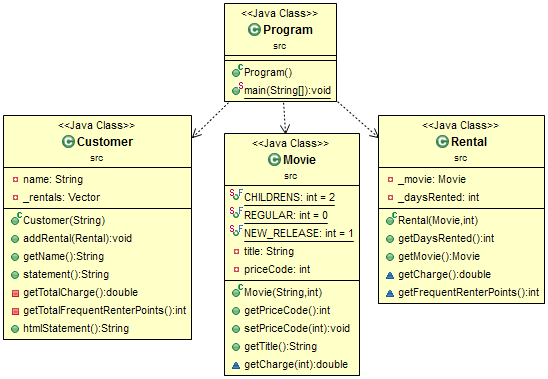 <<Java Class>>
Program
src
Program()
main(String[]):void
<<Java Class>>
Customer
src
name: String
_rentals: Vector
Customer(String)
addRental(Rental):void
getName():String
statement():String
getTotalCharge():double
getTotalFrequentRenterPoints():int
htmlStatement():String
<<Java Class>>
Movie
src
CHILDRENS: int = 2
REGULAR: int = 0
NEW_RELEASE: int = 1
title: String
priceCode: int
Movie(String,int)
getPriceCode():int
setPriceCode(int):void
getTitle():String
getCharge(int):double
<<Java Class>>
Rental
src
_movie: Movie
_daysRented: int
Rental(Movie,int)
getDaysRented():int
getMovie():Movie
getCharge():double
getFrequentRenterPoints():int